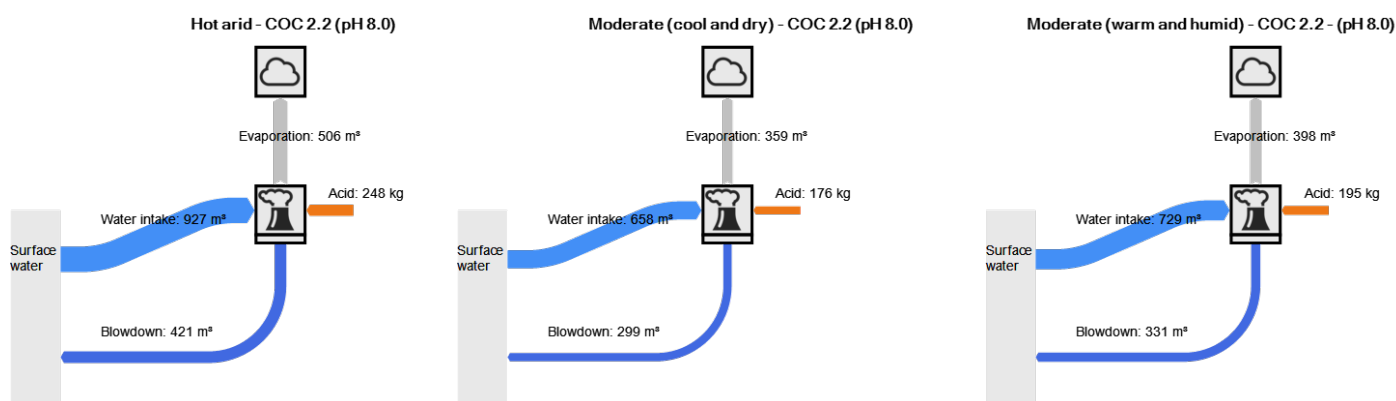 Hot arid - COC 2.2 (pH 8.0)
Evaporation: 506 m³
Acid: 248 kg
Water intake: 927 m³
Surface
water
Blowdown: 421 m³
Moderate (cool and dry) - COC 2.2 (pH 8.0)
Evaporation: 359 m³
Acid: 176 kg
Water intake: 658 m³
Surface
water
Blowdown: 299 m³
Moderate (warm and humid) - COC 2.2 - (pH 8.0)
Evaporation: 398 m³
Acid: 195 kg
Water intake: 729 m³
Surface
water
Blowdown: 331 m³